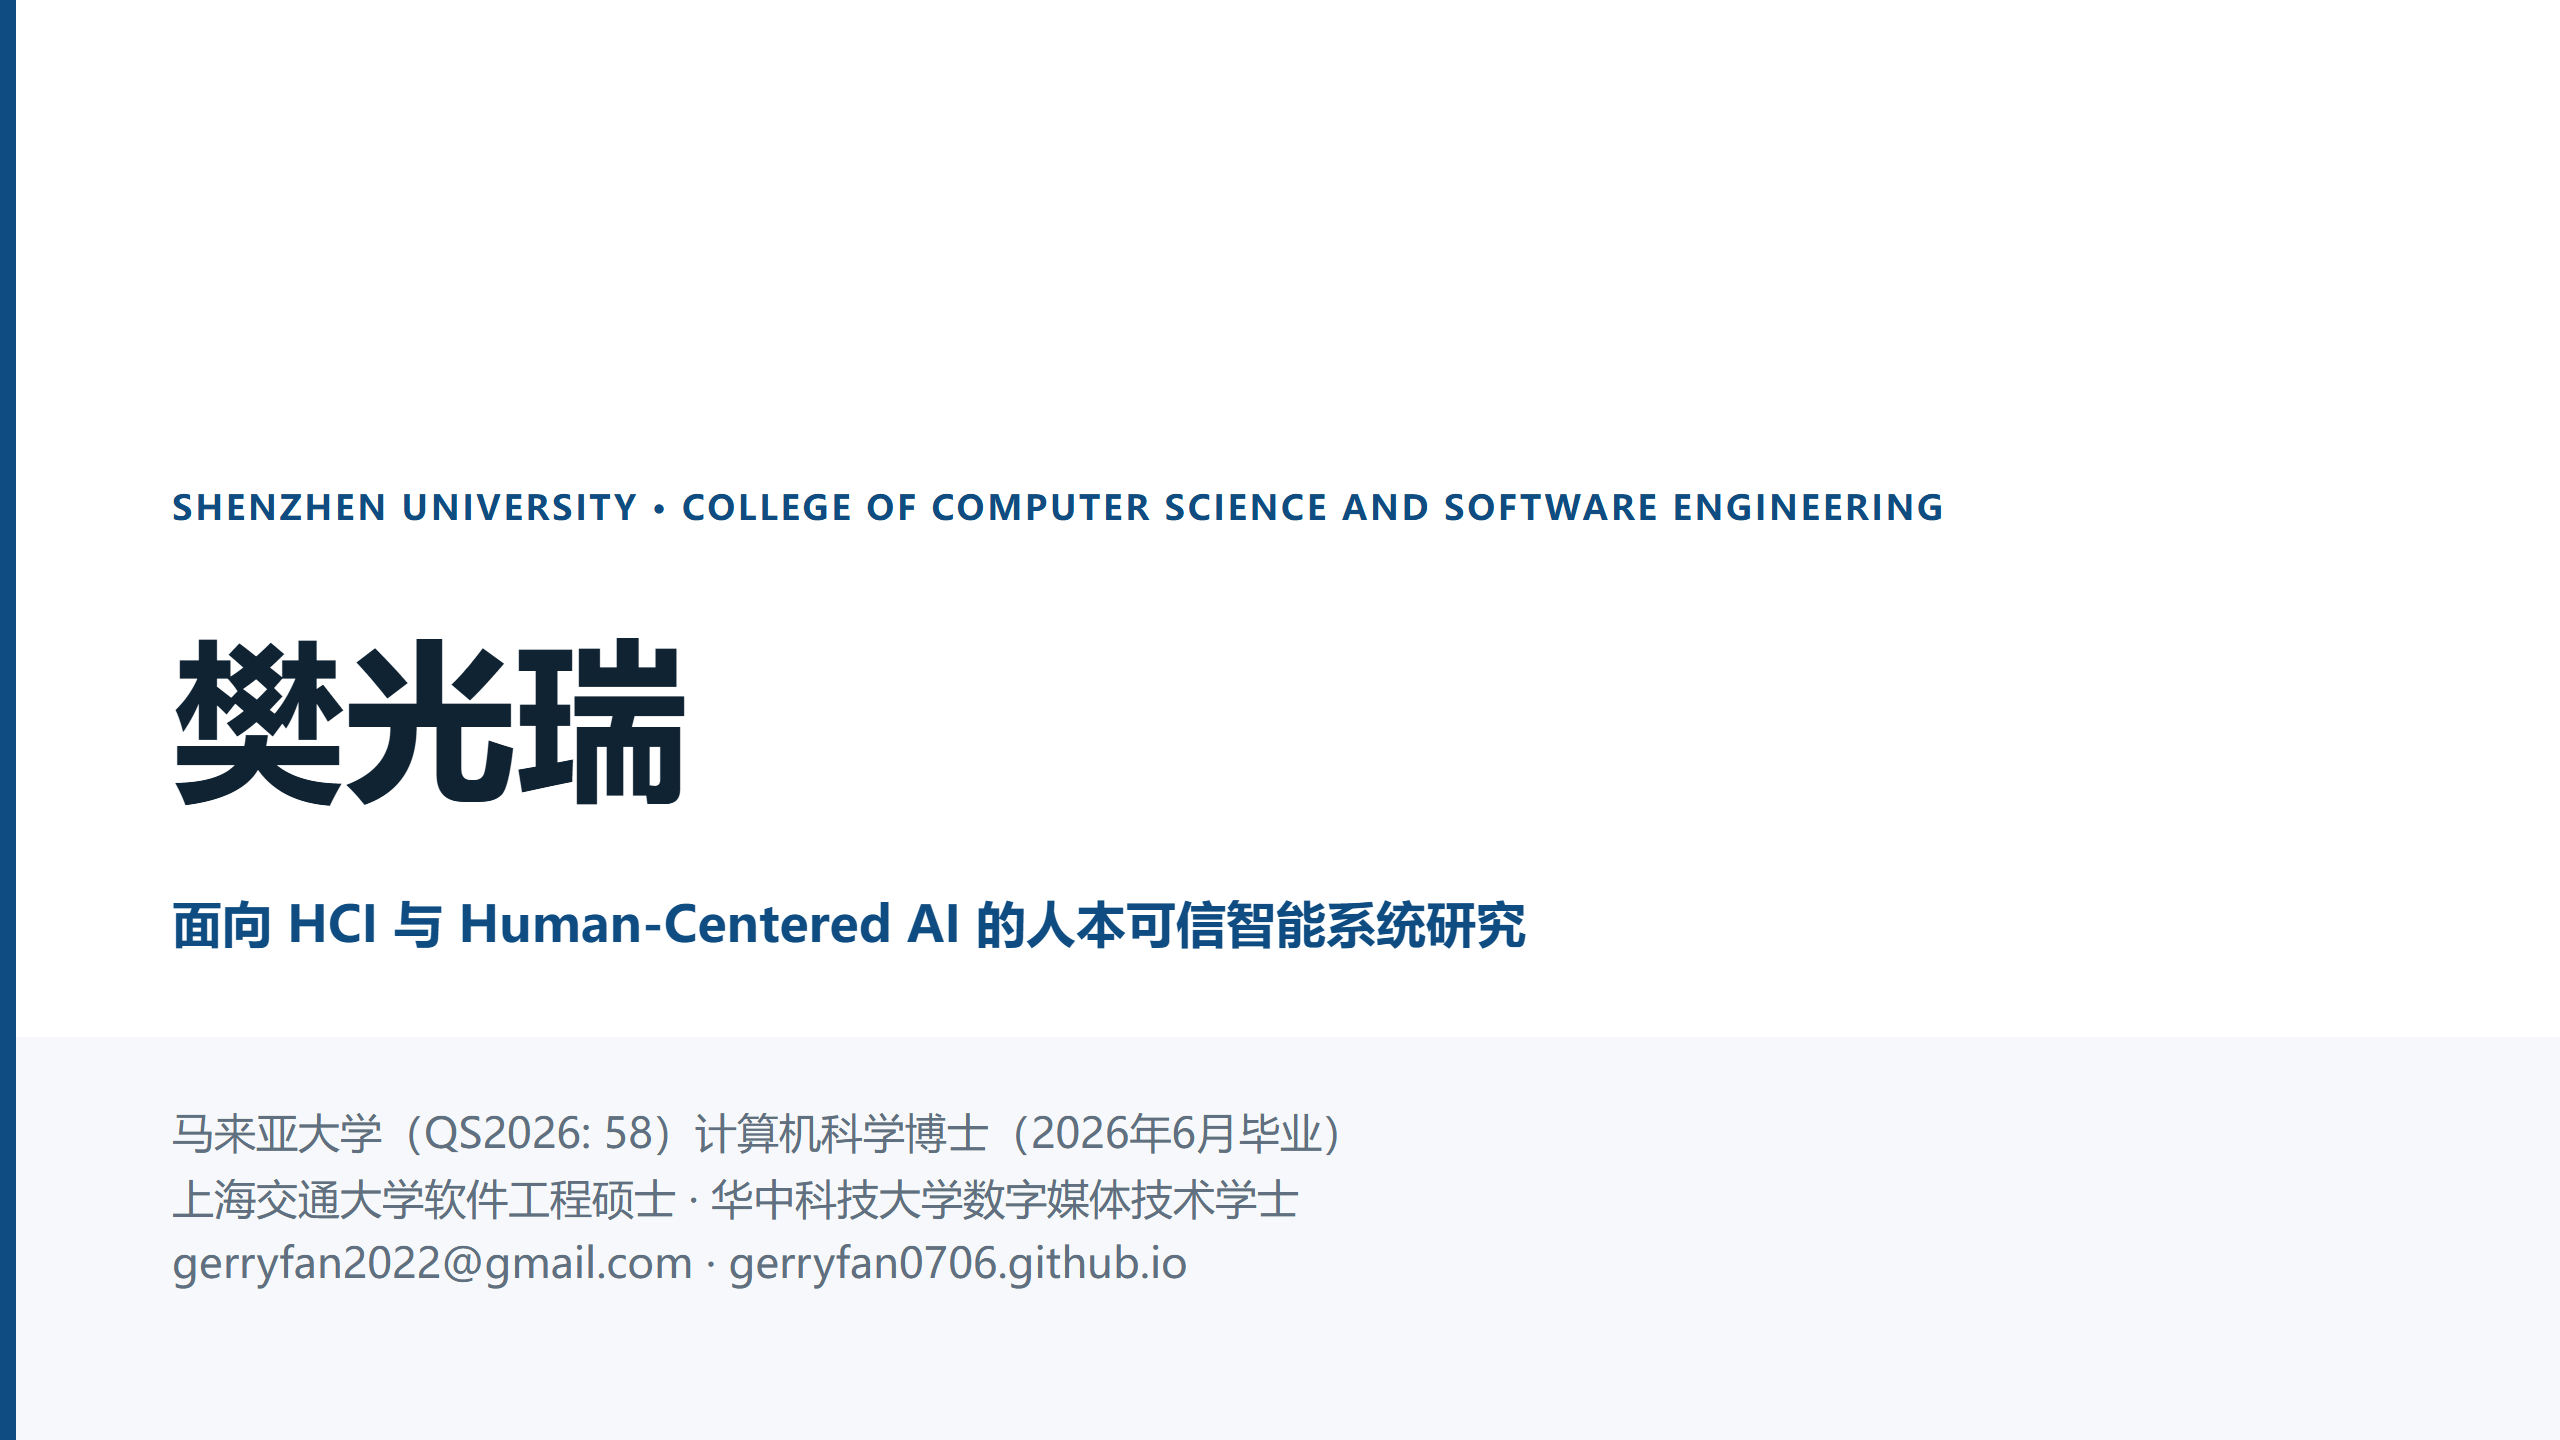 SHENZHEN UNIVERSITY • COLLEGE OF COMPUTER SCIENCE AND SOFTWARE ENGINEERING
樊光瑞
面向 HCI 与 Human-Centered AI 的人本可信智能系统研究
马来亚大学（QS2026: 58）计算机科学博士（2026年6月毕业）
上海交通大学软件工程硕士 · 华中科技大学数字媒体技术学士
gerryfan2022@gmail.com · gerryfan0706.github.io